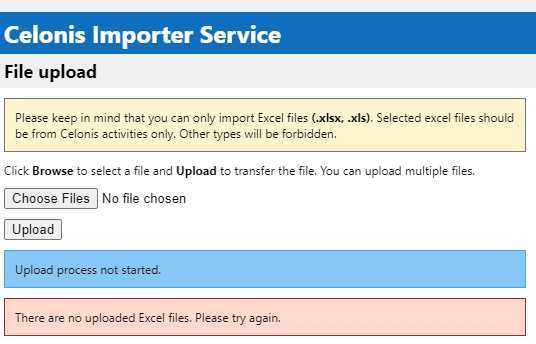 Celonis Importer Service
File upload
Please keep in mind that you can only import Excel files (.xlsx, .xls). Selected excel files should
be from Celonis activities only. Other types will be forbidden.
Click Browse to select a file and Upload to transfer the file. You can upload multiple files.
Choose Files No file chosen
Upload
Upload process not started.
There are no uploaded Excel files. Please try again.